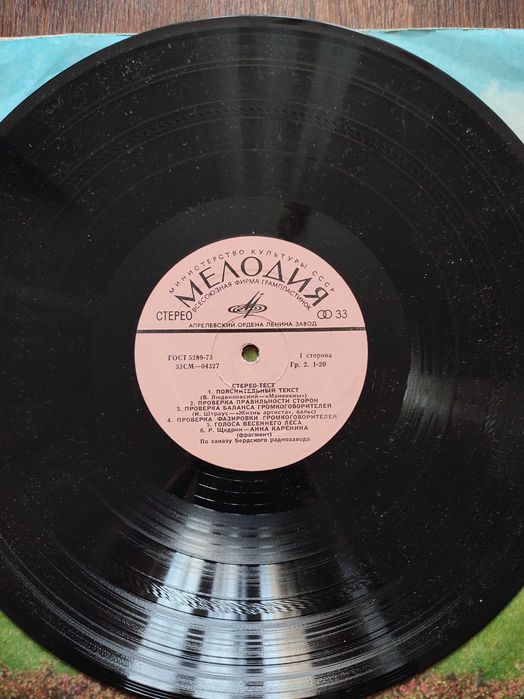 МИНИСТЕРСТВО КУЛЬТУРЫ СССР
МЕЛОДИЯ
ВСЕСОЮЗНАЯ ФИРМА ГРАМПЛАСТИНОК
СТЕРЕО 33
АПРЕЛЕВСКИЙ ОРДЕНА ЛЕНИНА ЗАВОД
ГОСТ 5289-73 1 сторона
33СМ—04327 Гр. 2. 1-20
СТЕРЕО-ТЕСТ
1. ПОЯСНИТЕЛЬНЫЙ ТЕКСТ
(В. Людвиковский—«Манекены»)
2. ПРОВЕРКА ПРАВИЛЬНОСТИ СТОРОН
3. ПРОВЕРКА БАЛАНСА ГРОМКОГОВОРИТЕЛЕЙ
(И. Штраус—«Жизнь артиста», вальс)
4. ПРОВЕРКА ФАЗИРОВКИ ГРОМКОГОВОРИТЕЛЕЙ
5. ГОЛОСА ВЕСЕННЕГО ЛЕСА
6. Р. Щедрин—АННА КАРЕНИНА
(фрагмент)
По заказу Бердского радиозавода